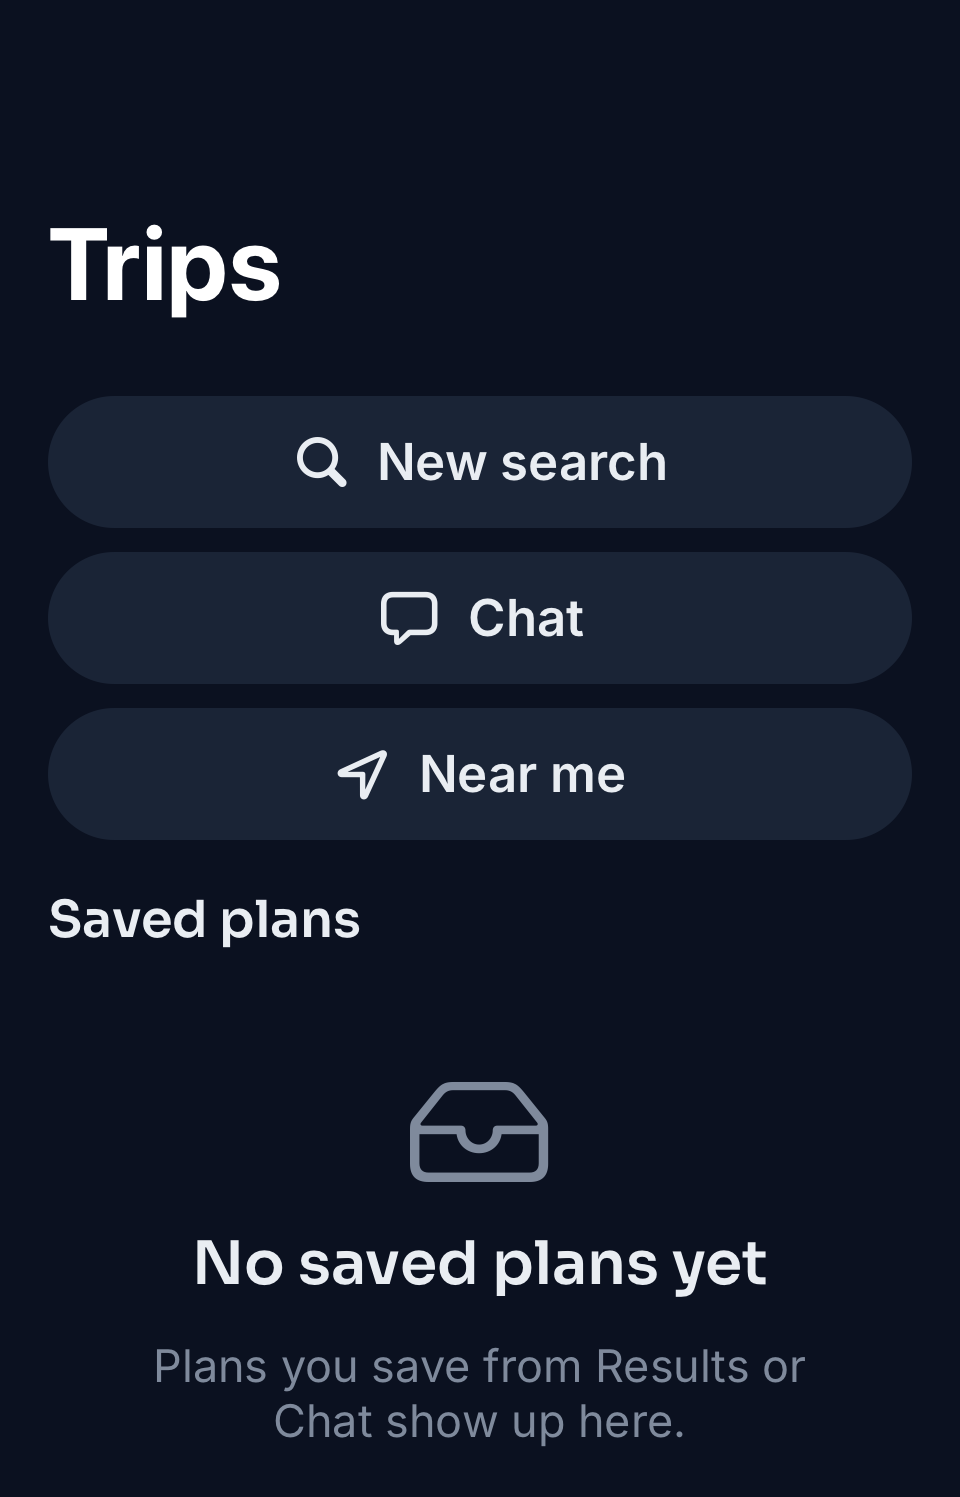 Trips
New search
Chat
Near me
Saved plans
No saved plans yet
Plans you save from Results or
Chat show up here.